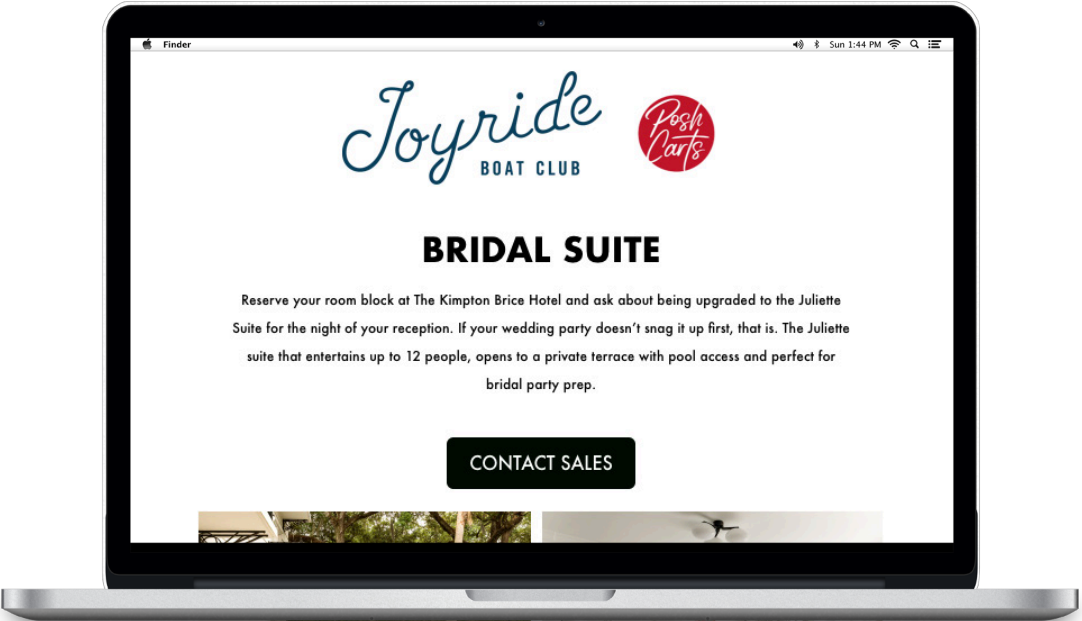 Finder
Sun 1:44 PM
Joyride
BOAT CLUB
Posh
Carts
BRIDAL SUITE
Reserve your room block at The Kimpton Brice Hotel and ask about being upgraded to the Juliette
Suite for the night of your reception. If your wedding party doesn't snag it up first, that is. The Juliette
suite that entertains up to 12 people, opens to a private terrace with pool access and perfect for
bridal party prep.
CONTACT SALES